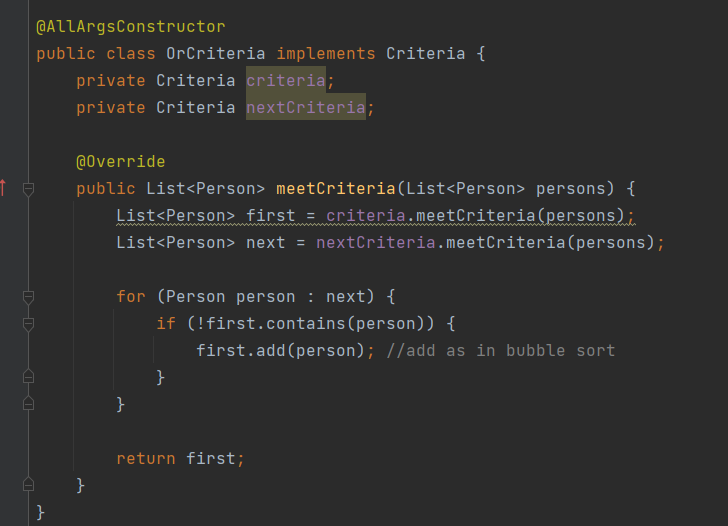 @AllArgsConstructor
public class OrCriteria implements Criteria {
    private Criteria criteria;
    private Criteria nextCriteria;

    @Override
    public List<Person> meetCriteria(List<Person> persons) {
        List<Person> first = criteria.meetCriteria(persons);
        List<Person> next = nextCriteria.meetCriteria(persons);

        for (Person person : next) {
            if (!first.contains(person)) {
                first.add(person); //add as in bubble sort
            }
        }

        return first;
    }
}